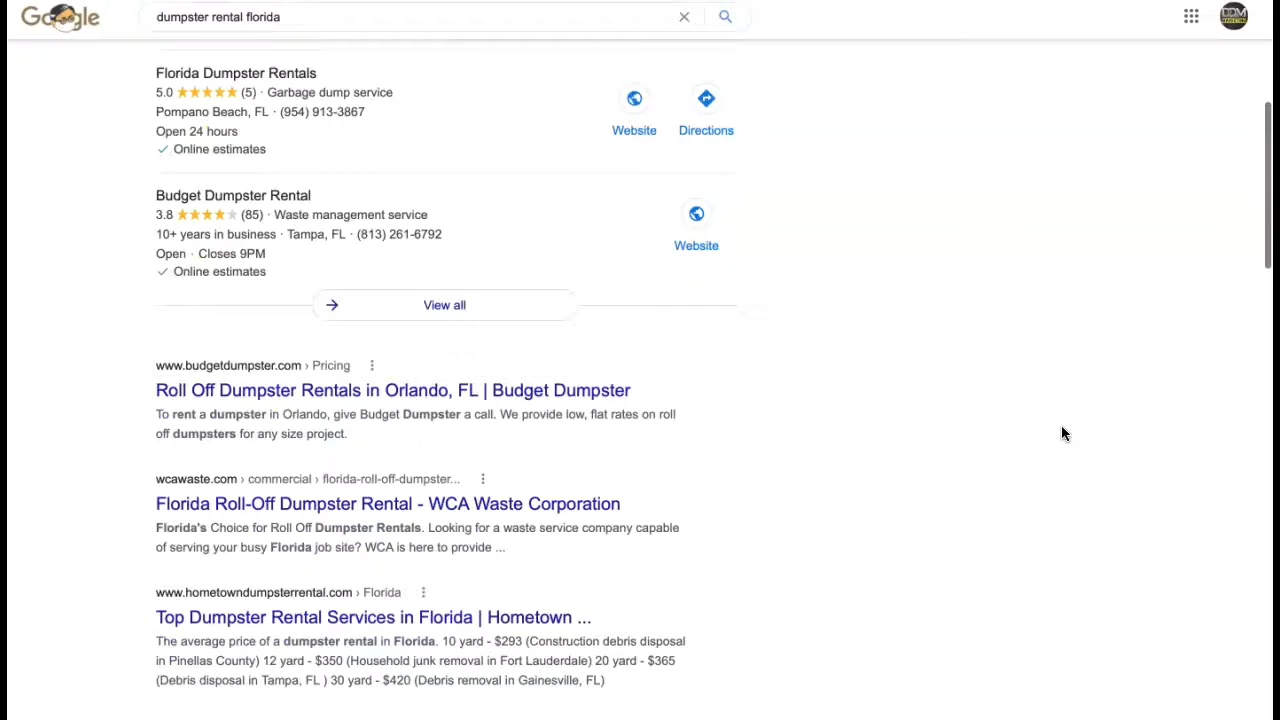 Google
dumpster rental florida
Florida Dumpster Rentals
5.0 ★★★★★ (5) · Garbage dump service
Pompano Beach, FL · (954) 913-3867
Open 24 hours
✓ Online estimates
Website
Directions
Budget Dumpster Rental
3.8 ★★★★★ (85) · Waste management service
10+ years in business · Tampa, FL · (813) 261-6792
Open · Closes 9PM
✓ Online estimates
Website
View all
www.budgetdumpster.com › Pricing
Roll Off Dumpster Rentals in Orlando, FL | Budget Dumpster
To rent a dumpster in Orlando, give Budget Dumpster a call. We provide low, flat rates on roll
off dumpsters for any size project.
wcawaste.com › commercial › florida-roll-off-dumpster...
Florida Roll-Off Dumpster Rental - WCA Waste Corporation
Florida's Choice for Roll Off Dumpster Rentals. Looking for a waste service company capable
of serving your busy Florida job site? WCA is here to provide ...
www.hometowndumpsterrental.com › Florida
Top Dumpster Rental Services in Florida | Hometown ...
The average price of a dumpster rental in Florida. 10 yard - $293 (Construction debris disposal
in Pinellas County) 12 yard - $350 (Household junk removal in Fort Lauderdale) 20 yard - $365
(Debris disposal in Tampa, FL ) 30 yard - $420 (Debris removal in Gainesville, FL)